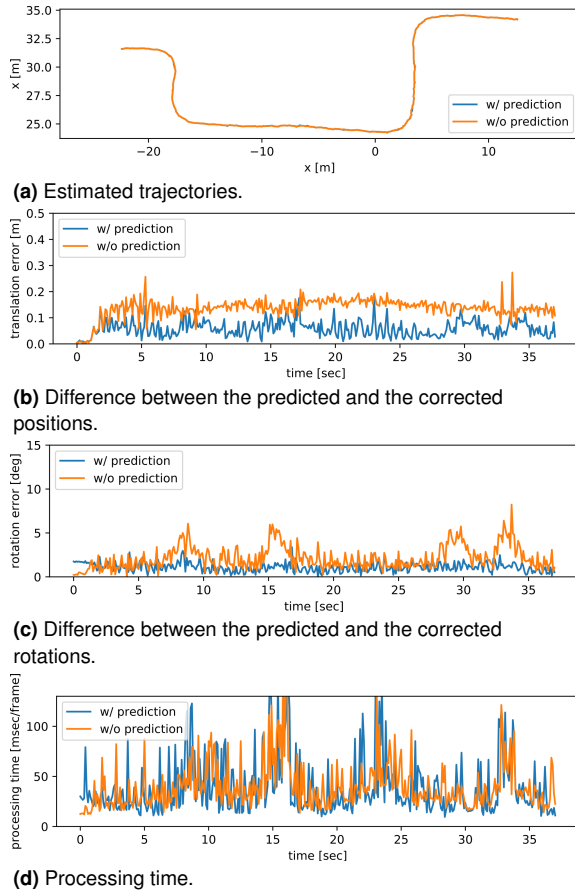 35.0
32.5
30.0
27.5
25.0
x [m]
w/ prediction
w/o prediction
−20 −10 0 10
x [m]
(a) Estimated trajectories.
0.5
0.4
0.3
0.2
0.1
0.0
translation error [m]
w/ prediction
w/o prediction
0 5 10 15 20 25 30 35
time [sec]
(b) Difference between the predicted and the corrected
positions.
15
10
5
0
rotation error [deg]
w/ prediction
w/o prediction
0 5 10 15 20 25 30 35
time [sec]
(c) Difference between the predicted and the corrected
rotations.
100
50
0
processing time [msec/frame]
w/ prediction
w/o prediction
0 5 10 15 20 25 30 35
time [sec]
(d) Processing time.